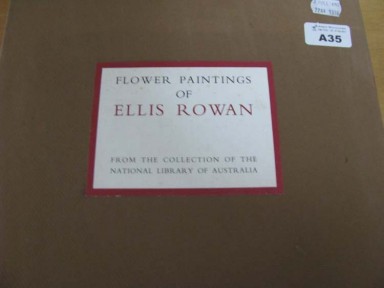 A35
FLOWER PAINTINGS
OF
ELLIS ROWAN
FROM THE COLLECTION OF THE
NATIONAL LIBRARY OF AUSTRALIA